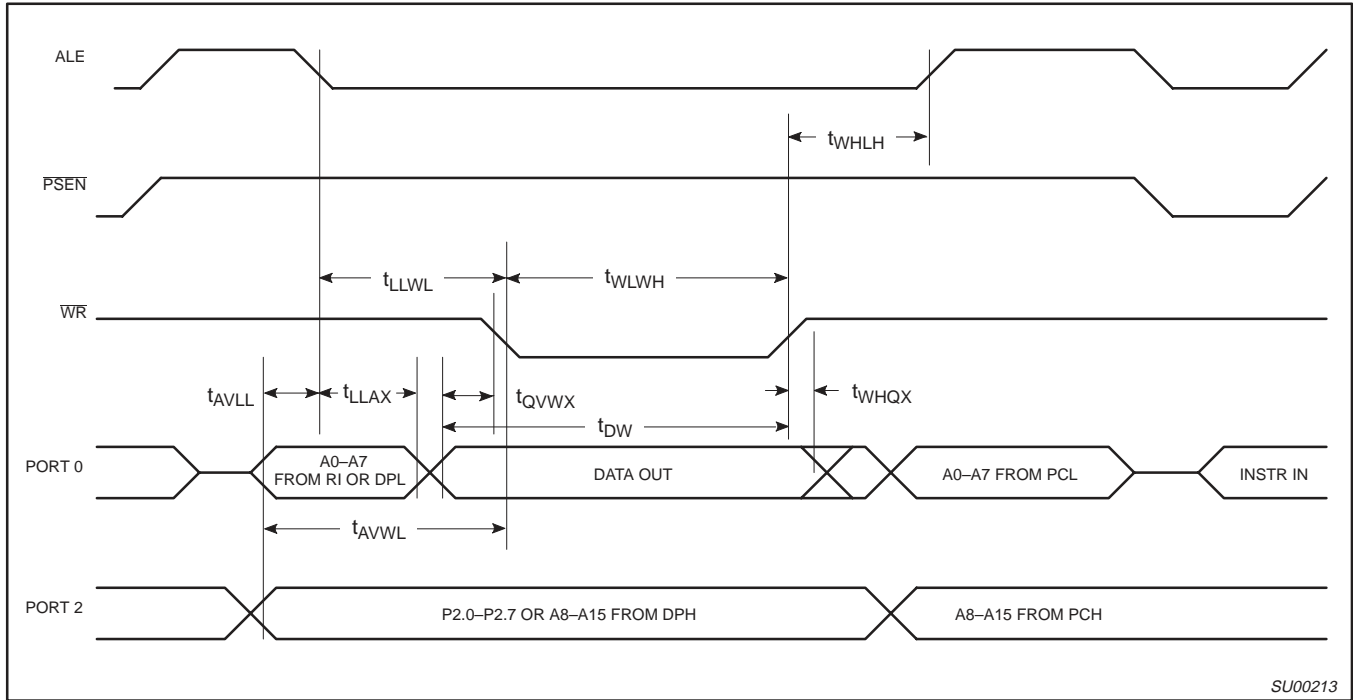 ALE
tWHLH
PSEN
tLLWL
tWLWH
WR
tAVLL
tLLAX
tQVWX
tWHQX
tDW
PORT 0
A0–A7
FROM RI OR DPL
DATA OUT
A0–A7 FROM PCL
INSTR IN
tAVWL
PORT 2
P2.0–P2.7 OR A8–A15 FROM DPH
A8–A15 FROM PCH
SU00213